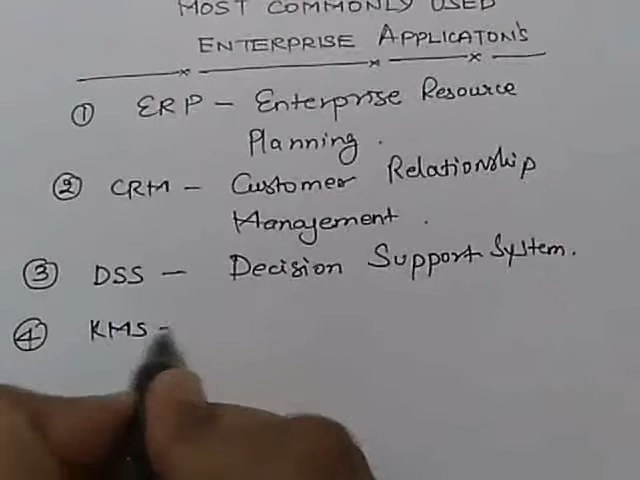 MOST COMMONLY USED
ENTERPRISE APPLICATON'S
① ERP - Enterprise Resource
Planning.
② CRM - Customer Relationship
Management.
③ DSS - Decision Support System.
④ KMS -